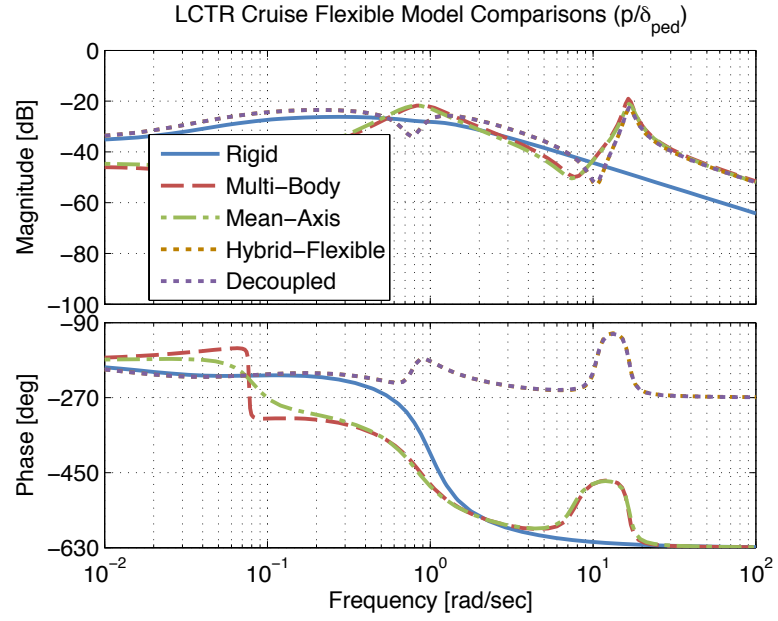 LCTR Cruise Flexible Model Comparisons (p/δ_ped)
Magnitude [dB]
0
−20
−40
−60
−80
−100
Rigid
Multi−Body
Mean−Axis
Hybrid−Flexible
Decoupled
Phase [deg]
−90
−270
−450
−630
10^−2 10^−1 10^0 10^1 10^2
Frequency [rad/sec]